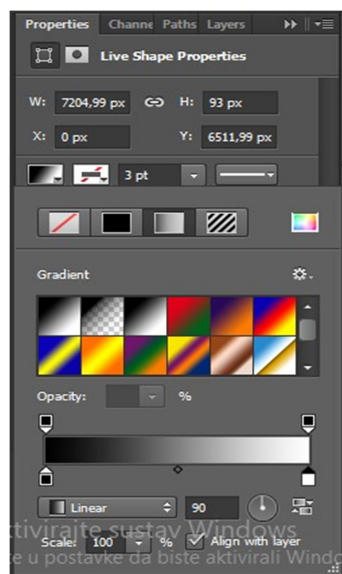 Properties Channe Paths Layers
Live Shape Properties
W: 7204,99 px H: 93 px
X: 0 px Y: 6511,99 px
3 pt
Gradient
Opacity: %
Linear 90
ktivirajte sustav Windows
Scale: 100 % Align with layer
te u postavke da biste aktivirali Windo